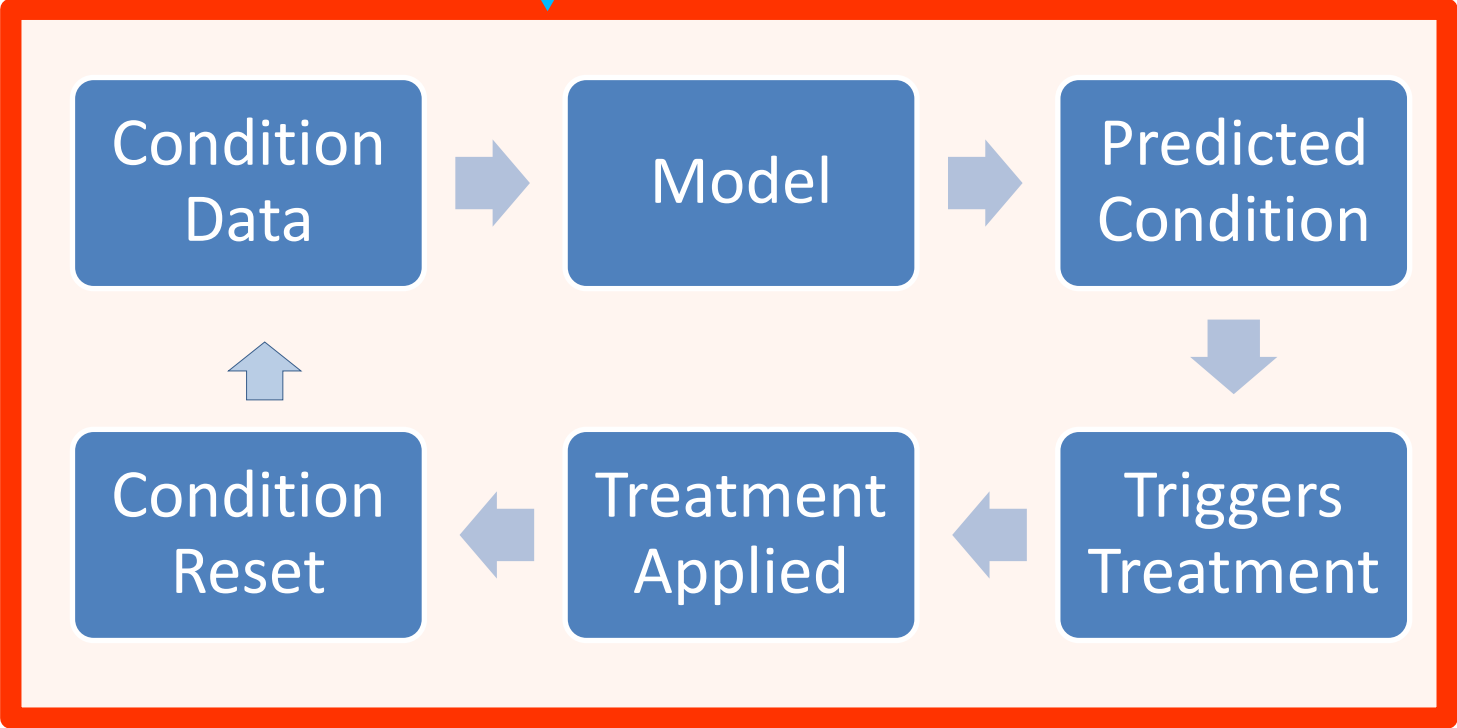 Condition
Data
Model
Predicted
Condition
Condition
Reset
Treatment
Applied
Triggers
Treatment